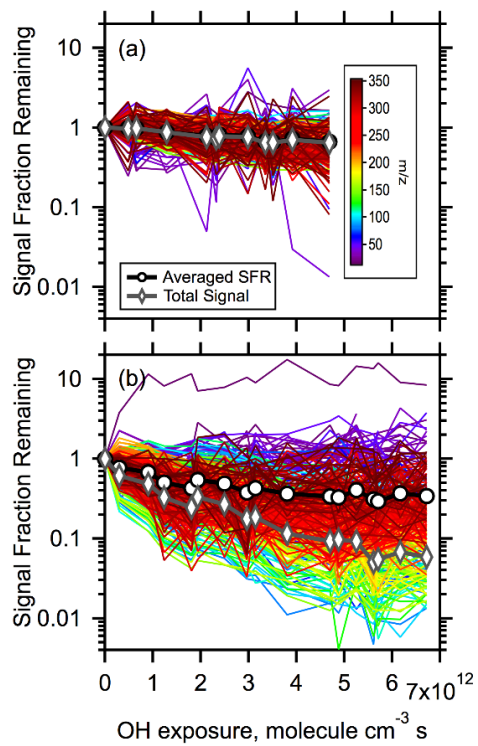 10
(a)
350
300
1
250
200
m/z
150
0.1
100
50
0.01
Averaged SFR
Total Signal
Signal Fraction Remaining
(b)
10
1
0.1
0.01
Signal Fraction Remaining
0 1 2 3 4 5 6 7x10¹²
OH exposure, molecule cm⁻³ s